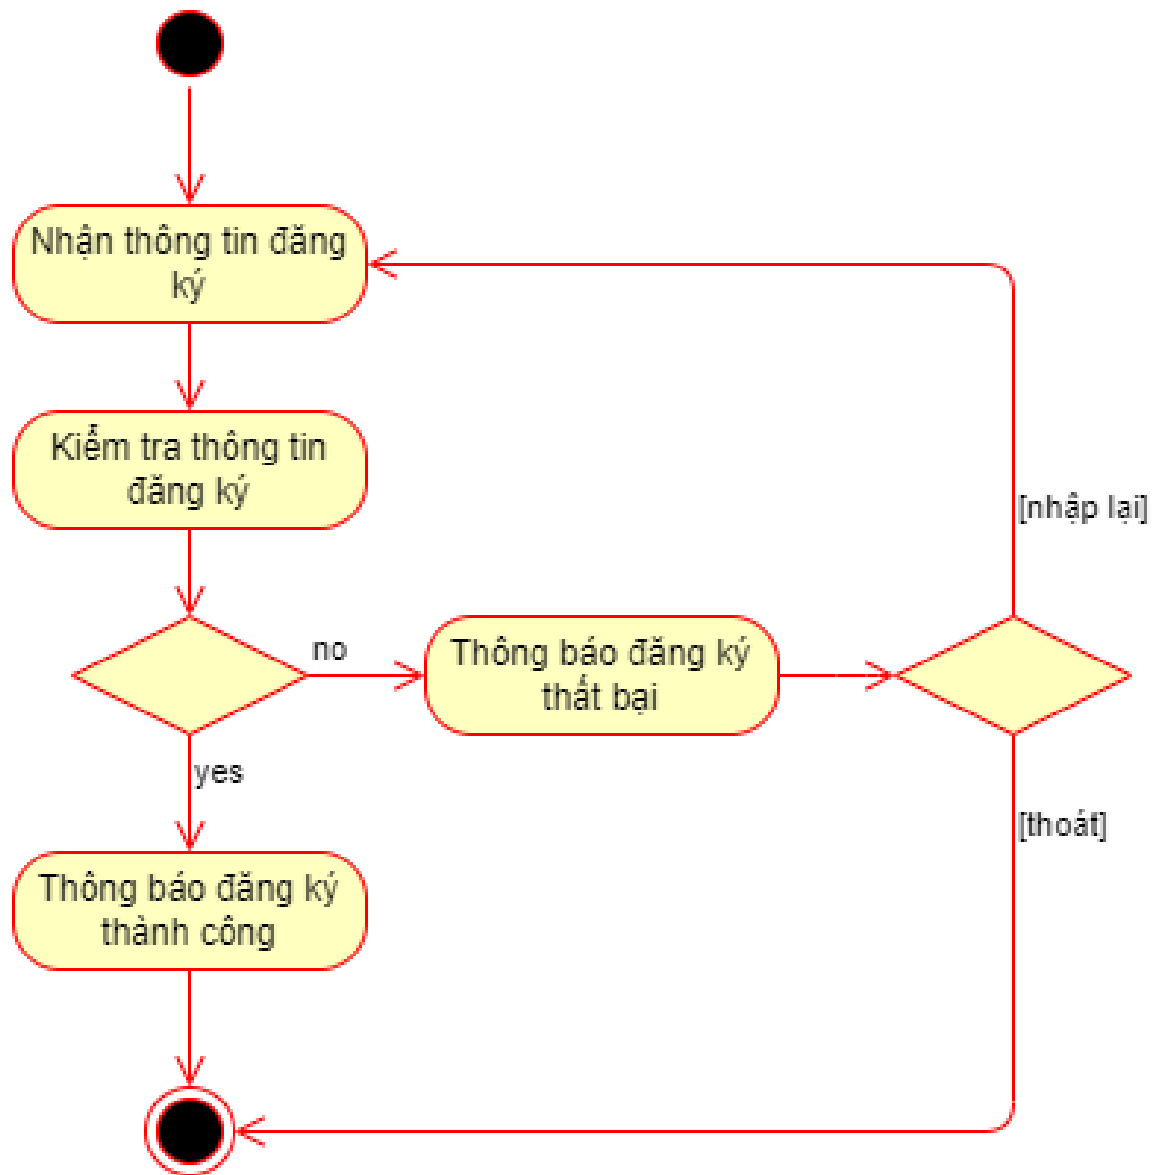 Nhận thông tin đăng
ký
Kiểm tra thông tin
đăng ký
[nhập lại]
no
Thông báo đăng ký
thất bại
yes
[thoát]
Thông báo đăng ký
thành công